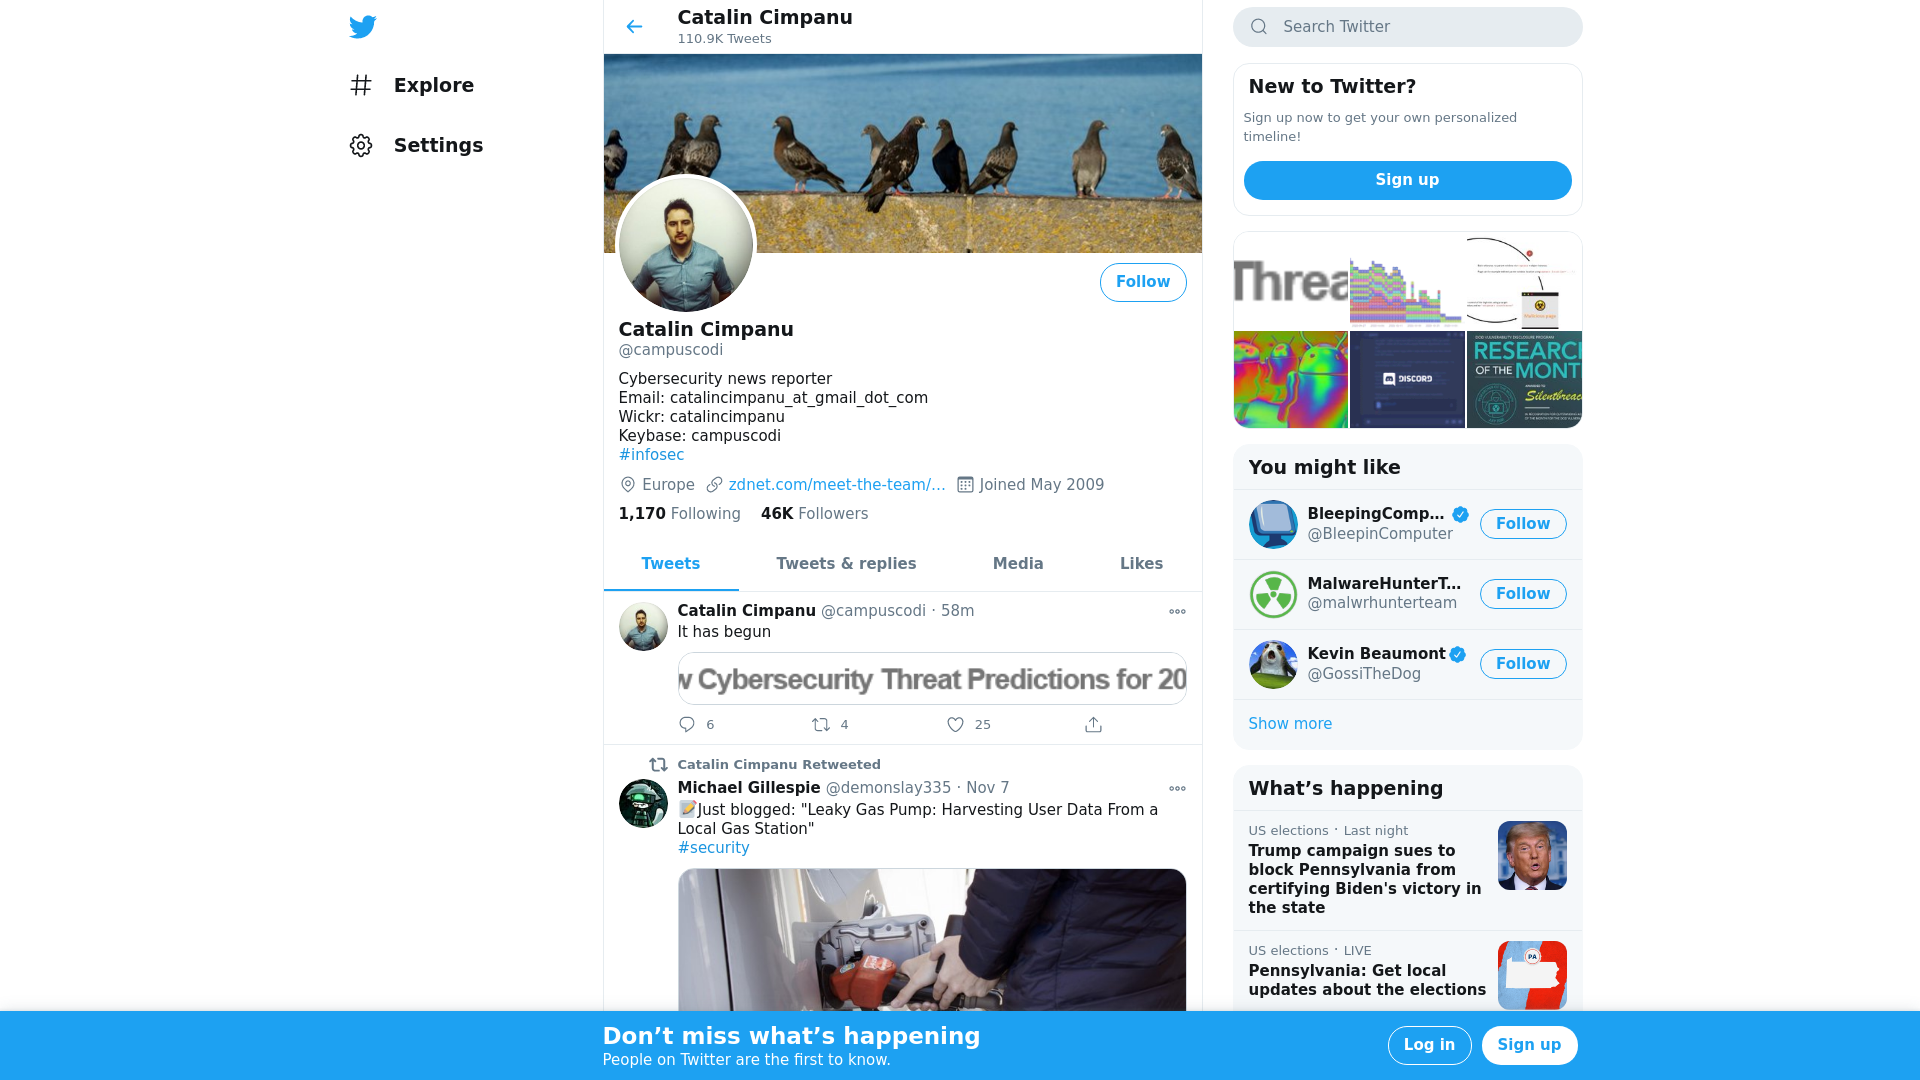 Explore
Settings
Catalin Cimpanu
110.9K Tweets
Follow
Catalin Cimpanu
@campuscodi
Cybersecurity news reporter
Email: catalincimpanu_at_gmail_dot_com
Wickr: catalincimpanu
Keybase: campuscodi
#infosec
Europe zdnet.com/meet-the-team/... Joined May 2009
1,170 Following 46K Followers
Tweets Tweets & replies Media Likes
Catalin Cimpanu @campuscodi · 58m
It has begun
w Cybersecurity Threat Predictions for 20
6 4 25
Catalin Cimpanu Retweeted
Michael Gillespie @demonslay335 · Nov 7
📝Just blogged: "Leaky Gas Pump: Harvesting User Data From a
Local Gas Station"
#security
Search Twitter
New to Twitter?
Sign up now to get your own personalized
timeline!
Sign up
Threa
DISCORD
RESEARC
OF THE MONT
Silentbreac
You might like
BleepingComp...
@BleepinComputer
Follow
MalwareHunterT...
@malwrhunterteam
Follow
Kevin Beaumont
@GossiTheDog
Follow
Show more
What's happening
US elections · Last night
Trump campaign sues to
block Pennsylvania from
certifying Biden's victory in
the state
US elections · LIVE
Pennsylvania: Get local
updates about the elections
PA
Don't miss what's happening
People on Twitter are the first to know.
Log in
Sign up